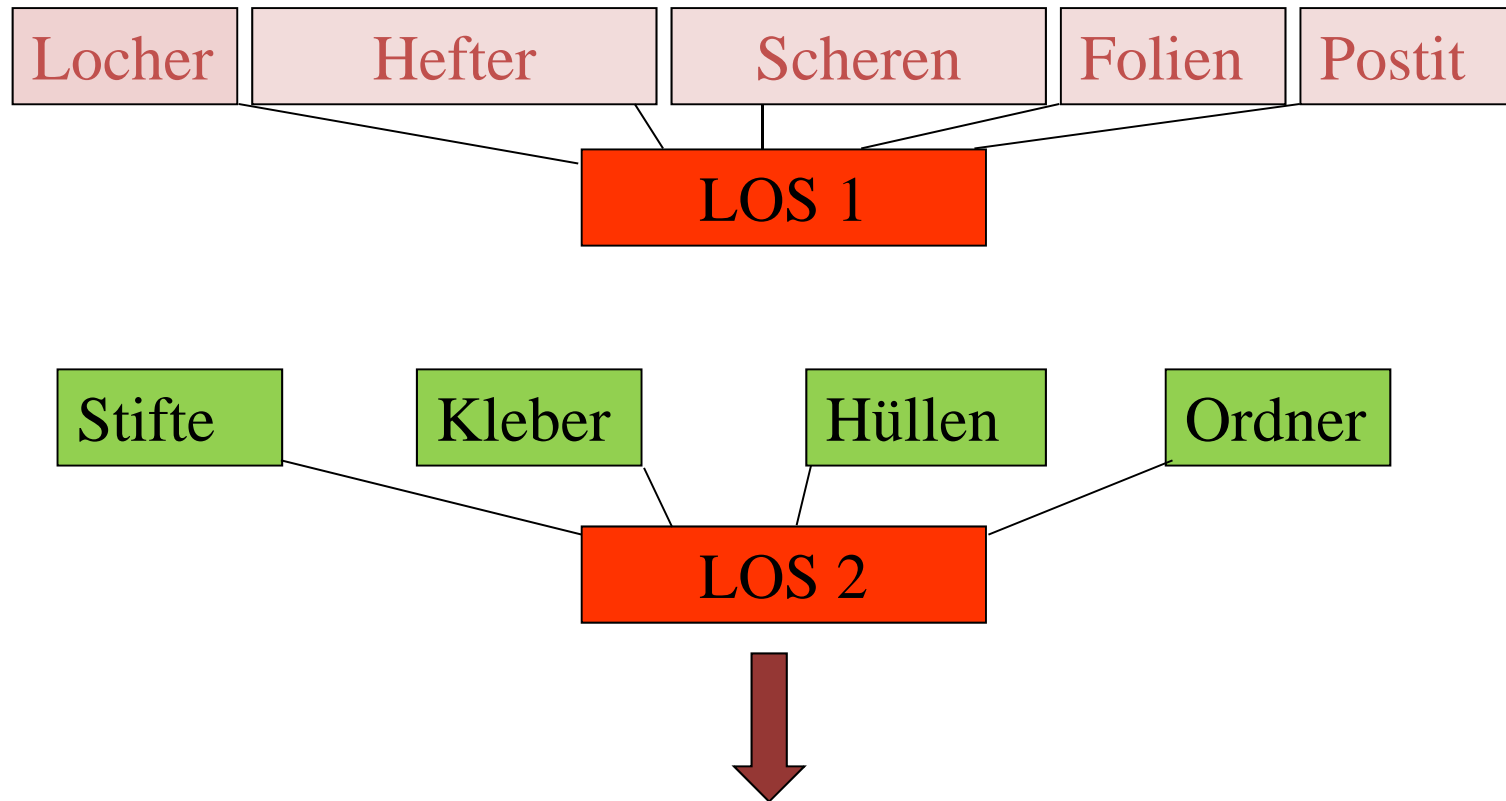 Locher Hefter Scheren Folien Postit
LOS 1
Stifte Kleber Hüllen Ordner
LOS 2